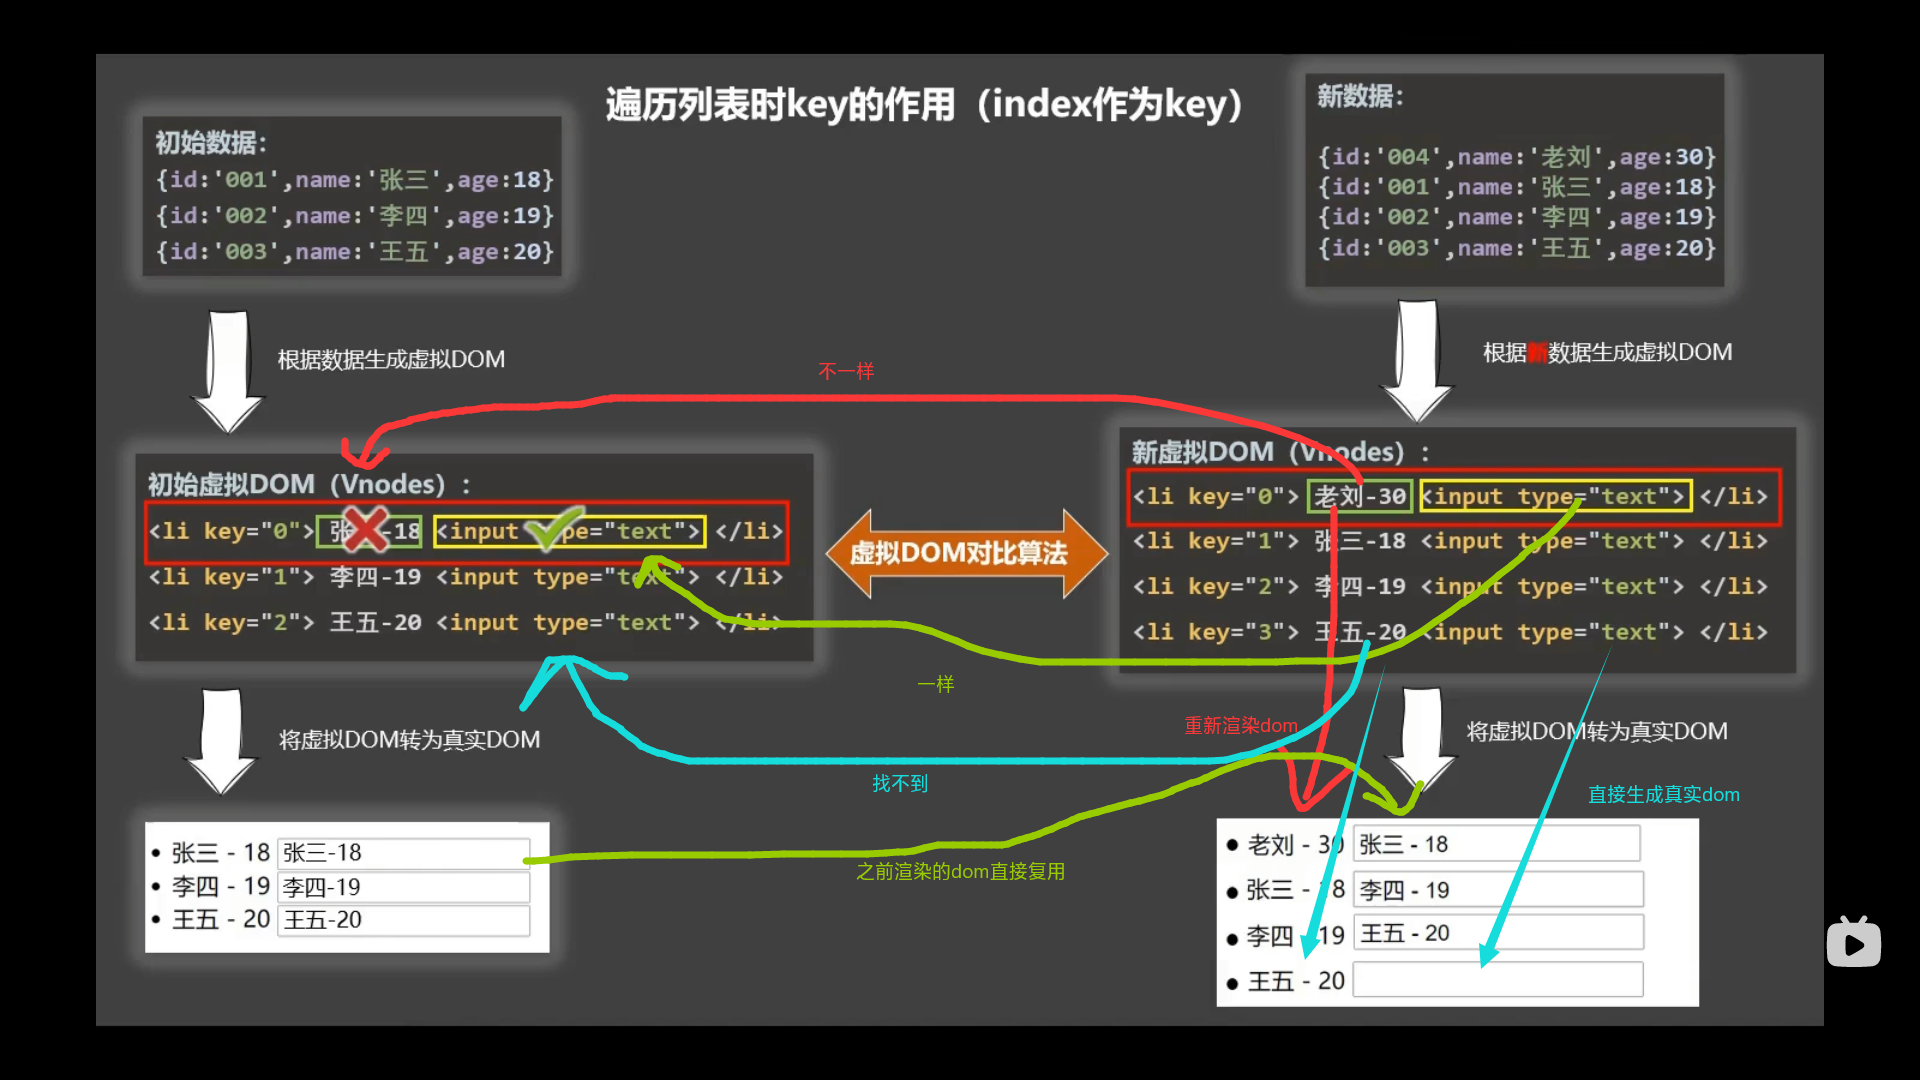 遍历列表时key的作用（index作为key）
初始数据：
{id:'001',name:'张三',age:18}
{id:'002',name:'李四',age:19}
{id:'003',name:'王五',age:20}
新数据：
{id:'004',name:'老刘',age:30}
{id:'001',name:'张三',age:18}
{id:'002',name:'李四',age:19}
{id:'003',name:'王五',age:20}
根据数据生成虚拟DOM
不一样
根据新数据生成虚拟DOM
初始虚拟DOM（Vnodes）：
<li key="0"> 张三-18 <input type="text"> </li>
<li key="1"> 李四-19 <input type="text"> </li>
<li key="2"> 王五-20 <input type="text"> </li>
虚拟DOM对比算法
新虚拟DOM（Vnodes）：
<li key="0"> 老刘-30 <input type="text"> </li>
<li key="1"> 张三-18 <input type="text"> </li>
<li key="2"> 李四-19 <input type="text"> </li>
<li key="3"> 王五-20 <input type="text"> </li>
一样
将虚拟DOM转为真实DOM
重新渲染dom
将虚拟DOM转为真实DOM
找不到
直接生成真实dom
张三 - 18 张三-18
李四 - 19 李四-19
王五 - 20 王五-20
之前渲染的dom直接复用
老刘 - 30 张三 - 18
张三 - 18 李四 - 19
李四 - 19 王五 - 20
王五 - 20